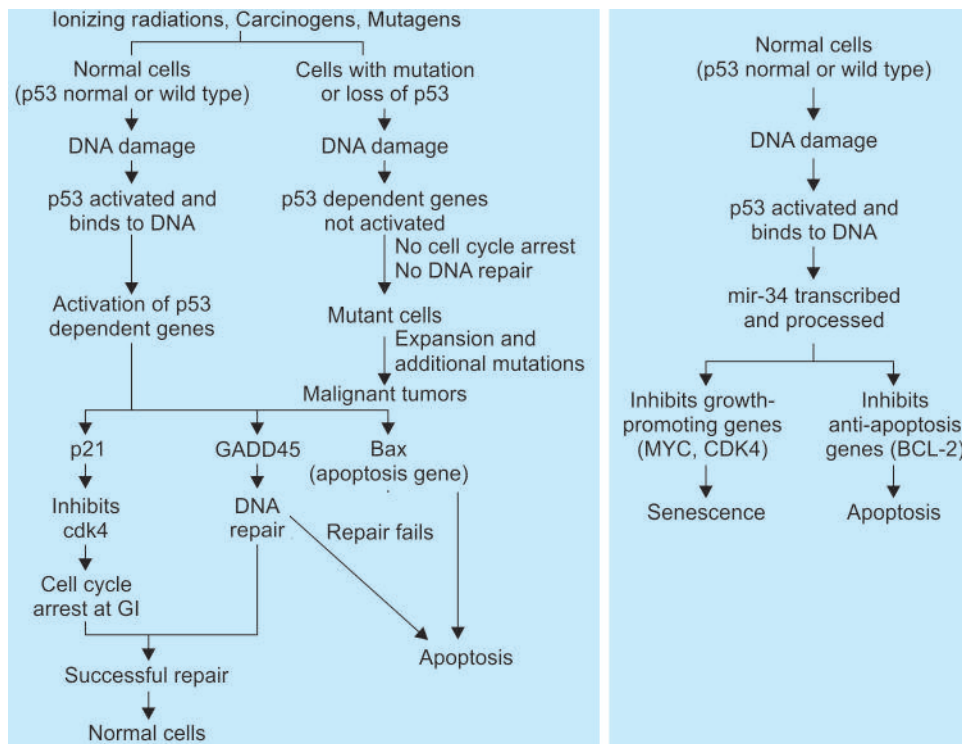 Ionizing radiations, Carcinogens, Mutagens
Normal cells
(p53 normal or wild type)
DNA damage
p53 activated and
binds to DNA
Activation of p53
dependent genes
Cells with mutation
or loss of p53
DNA damage
p53 dependent genes
not activated
No cell cycle arrest
No DNA repair
Mutant cells
Expansion and
additional mutations
Malignant tumors
p21
Inhibits
cdk4
Cell cycle
arrest at GI
GADD45
DNA
repair
Repair fails
Bax
(apoptosis gene)
Apoptosis
Successful repair
Normal cells
Normal cells
(p53 normal or wild type)
DNA damage
p53 activated and
binds to DNA
mir-34 transcribed
and processed
Inhibits growth-
promoting genes
(MYC, CDK4)
Senescence
Inhibits
anti-apoptosis
genes (BCL-2)
Apoptosis